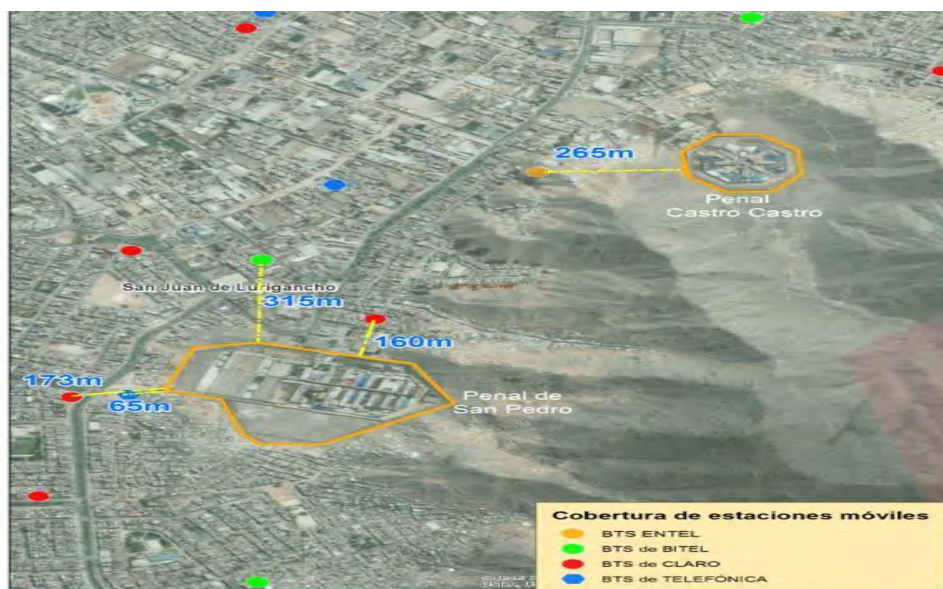 265m
Penal
Castro Castro
San Juan de Lurigancho
315m
160m
173m
65m
Penal de
San Pedro
Cobertura de estaciones móviles
BTS ENTEL
BTS de BITEL
BTS de CLARO
BTS de TELEFÓNICA